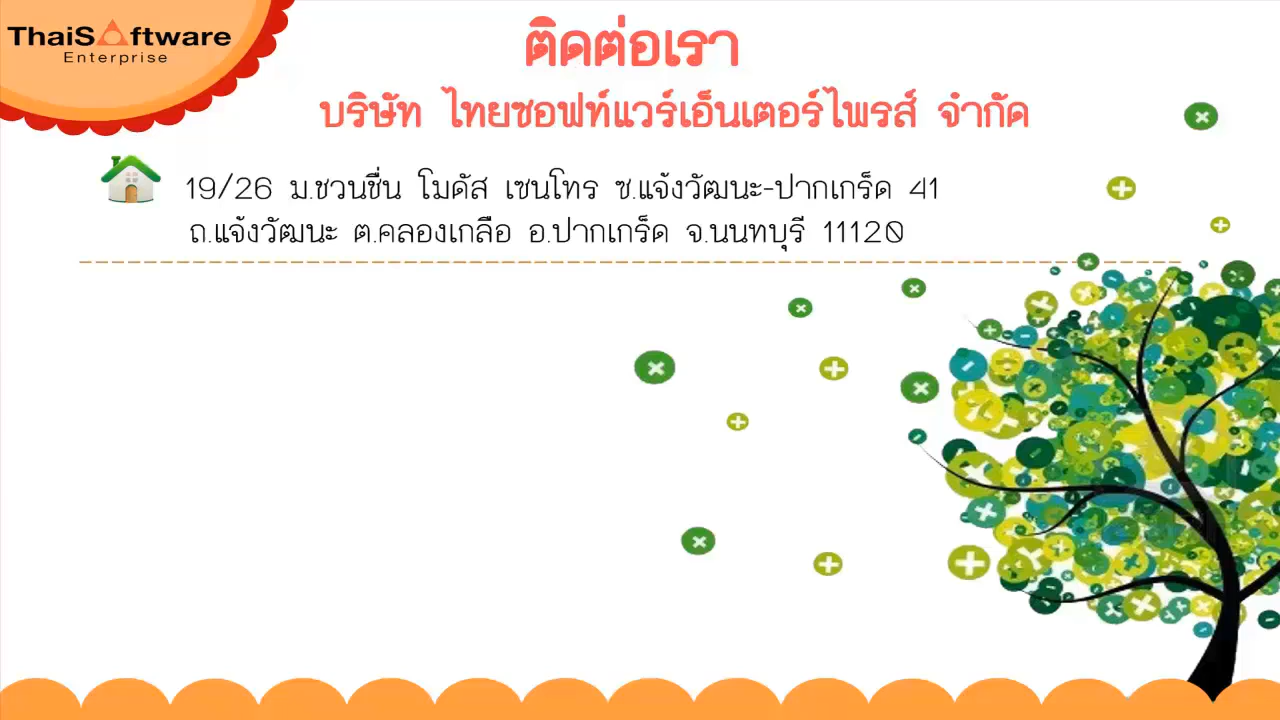 ThaiSoftware
Enterprise
ติดต่อเรา
บริษัท ไทยซอฟท์แวร์เอ็นเตอร์ไพรส์ จำกัด
19/26 ม.ชวนชื่น โมดัส เซนโทร ซ.แจ้งวัฒนะ-ปากเกร็ด 41
ถ.แจ้งวัฒนะ ต.คลองเกลือ อ.ปากเกร็ด จ.นนทบุรี 11120